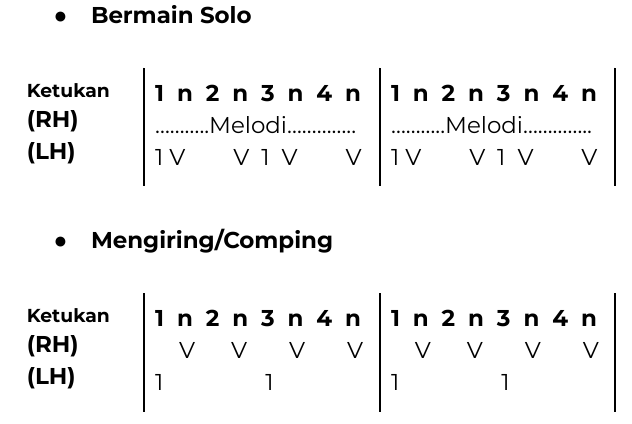 ● Bermain Solo
Ketukan 1 n 2 n 3 n 4 n 1 n 2 n 3 n 4 n
(RH) ...........Melodi.............. ...........Melodi..............
(LH) 1 V V 1 V V 1 V V 1 V V
● Mengiring/Comping
Ketukan 1 n 2 n 3 n 4 n 1 n 2 n 3 n 4 n
(RH) V V V V V V V V
(LH) 1 1 1 1